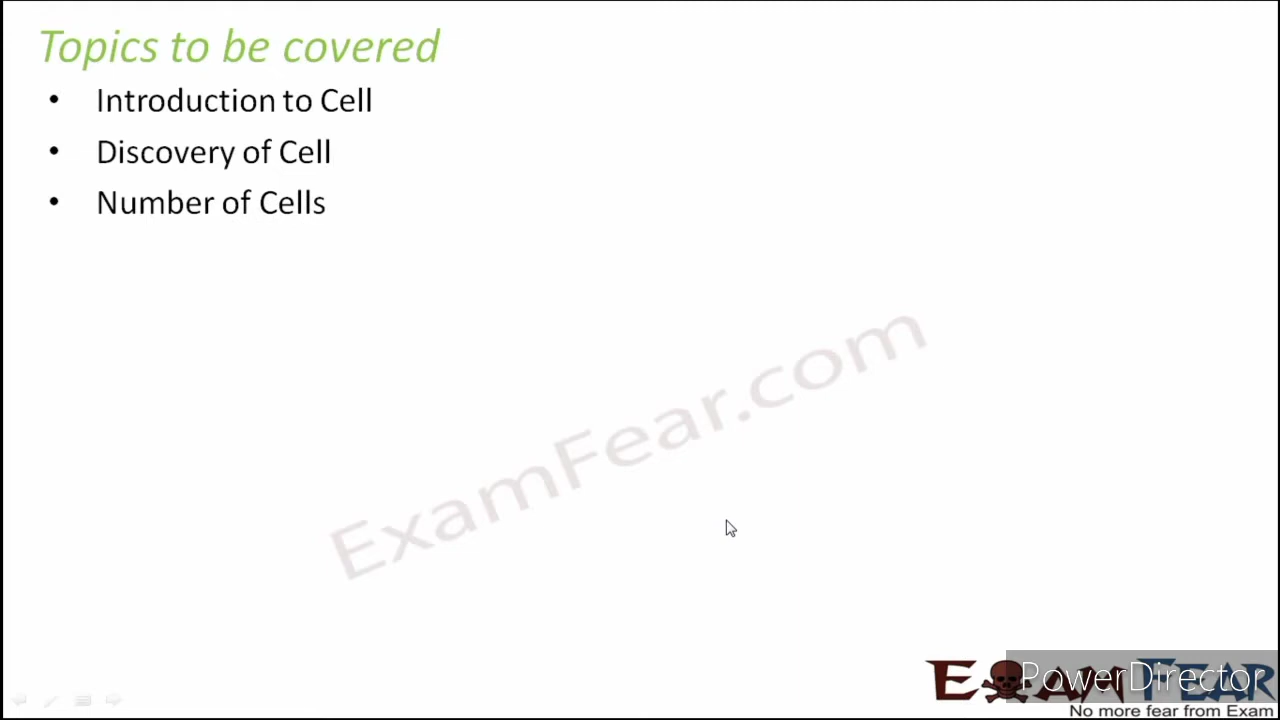 Topics to be covered
• Introduction to Cell
• Discovery of Cell
• Number of Cells
ExamFear.com
EXAMFEAR
PowerDirector
No more fear from Exam